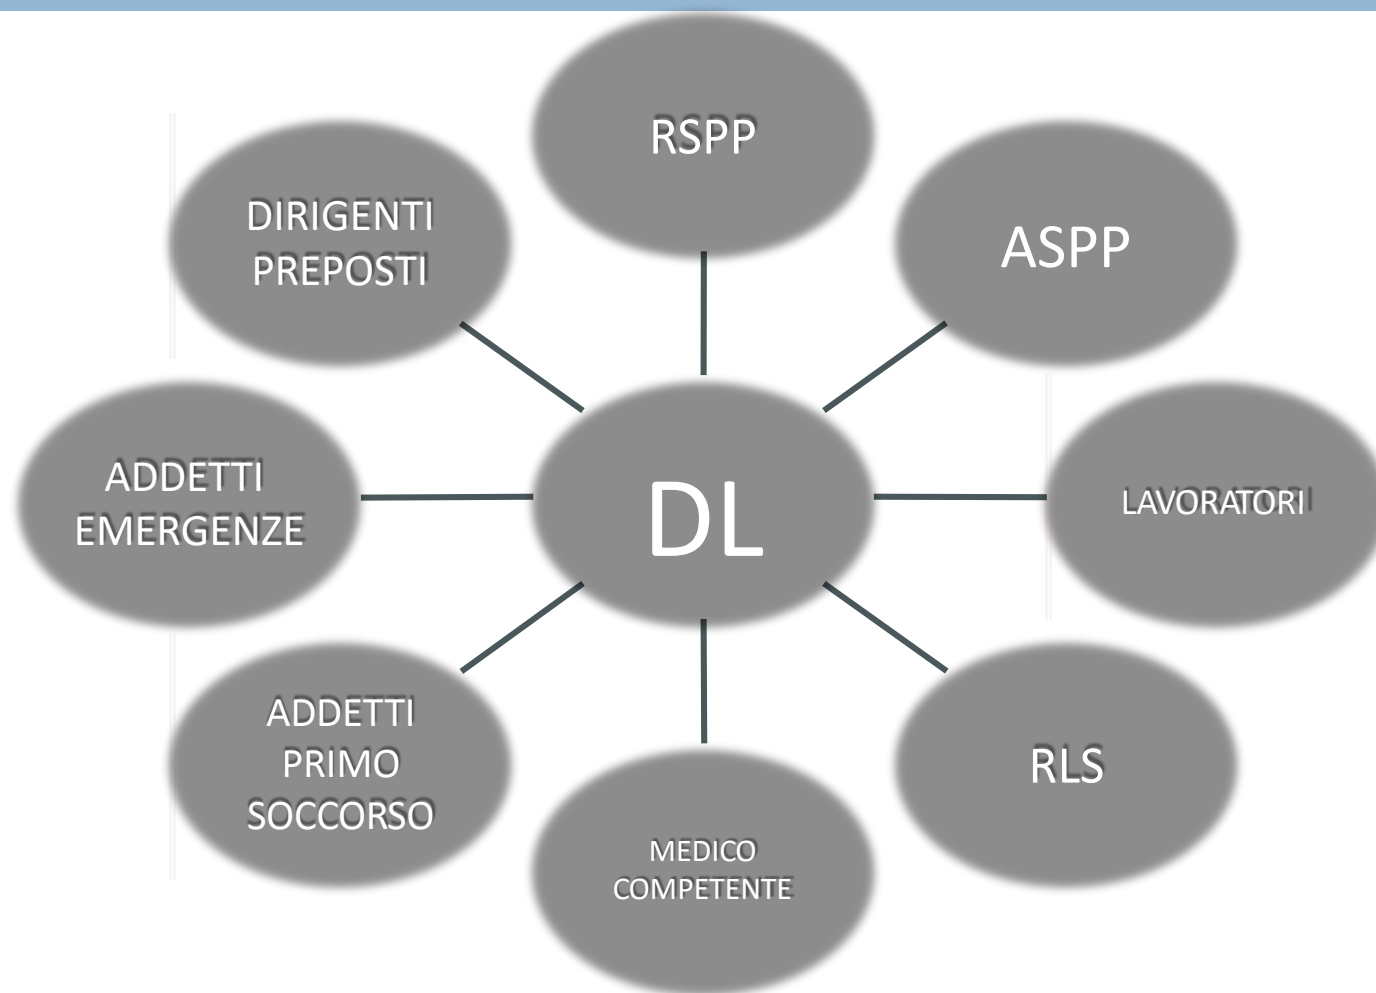 RSPP
DIRIGENTI
PREPOSTI
ASPP
ADDETTI
EMERGENZE
DL
LAVORATORI
ADDETTI
PRIMO
SOCCORSO
RLS
MEDICO
COMPETENTE